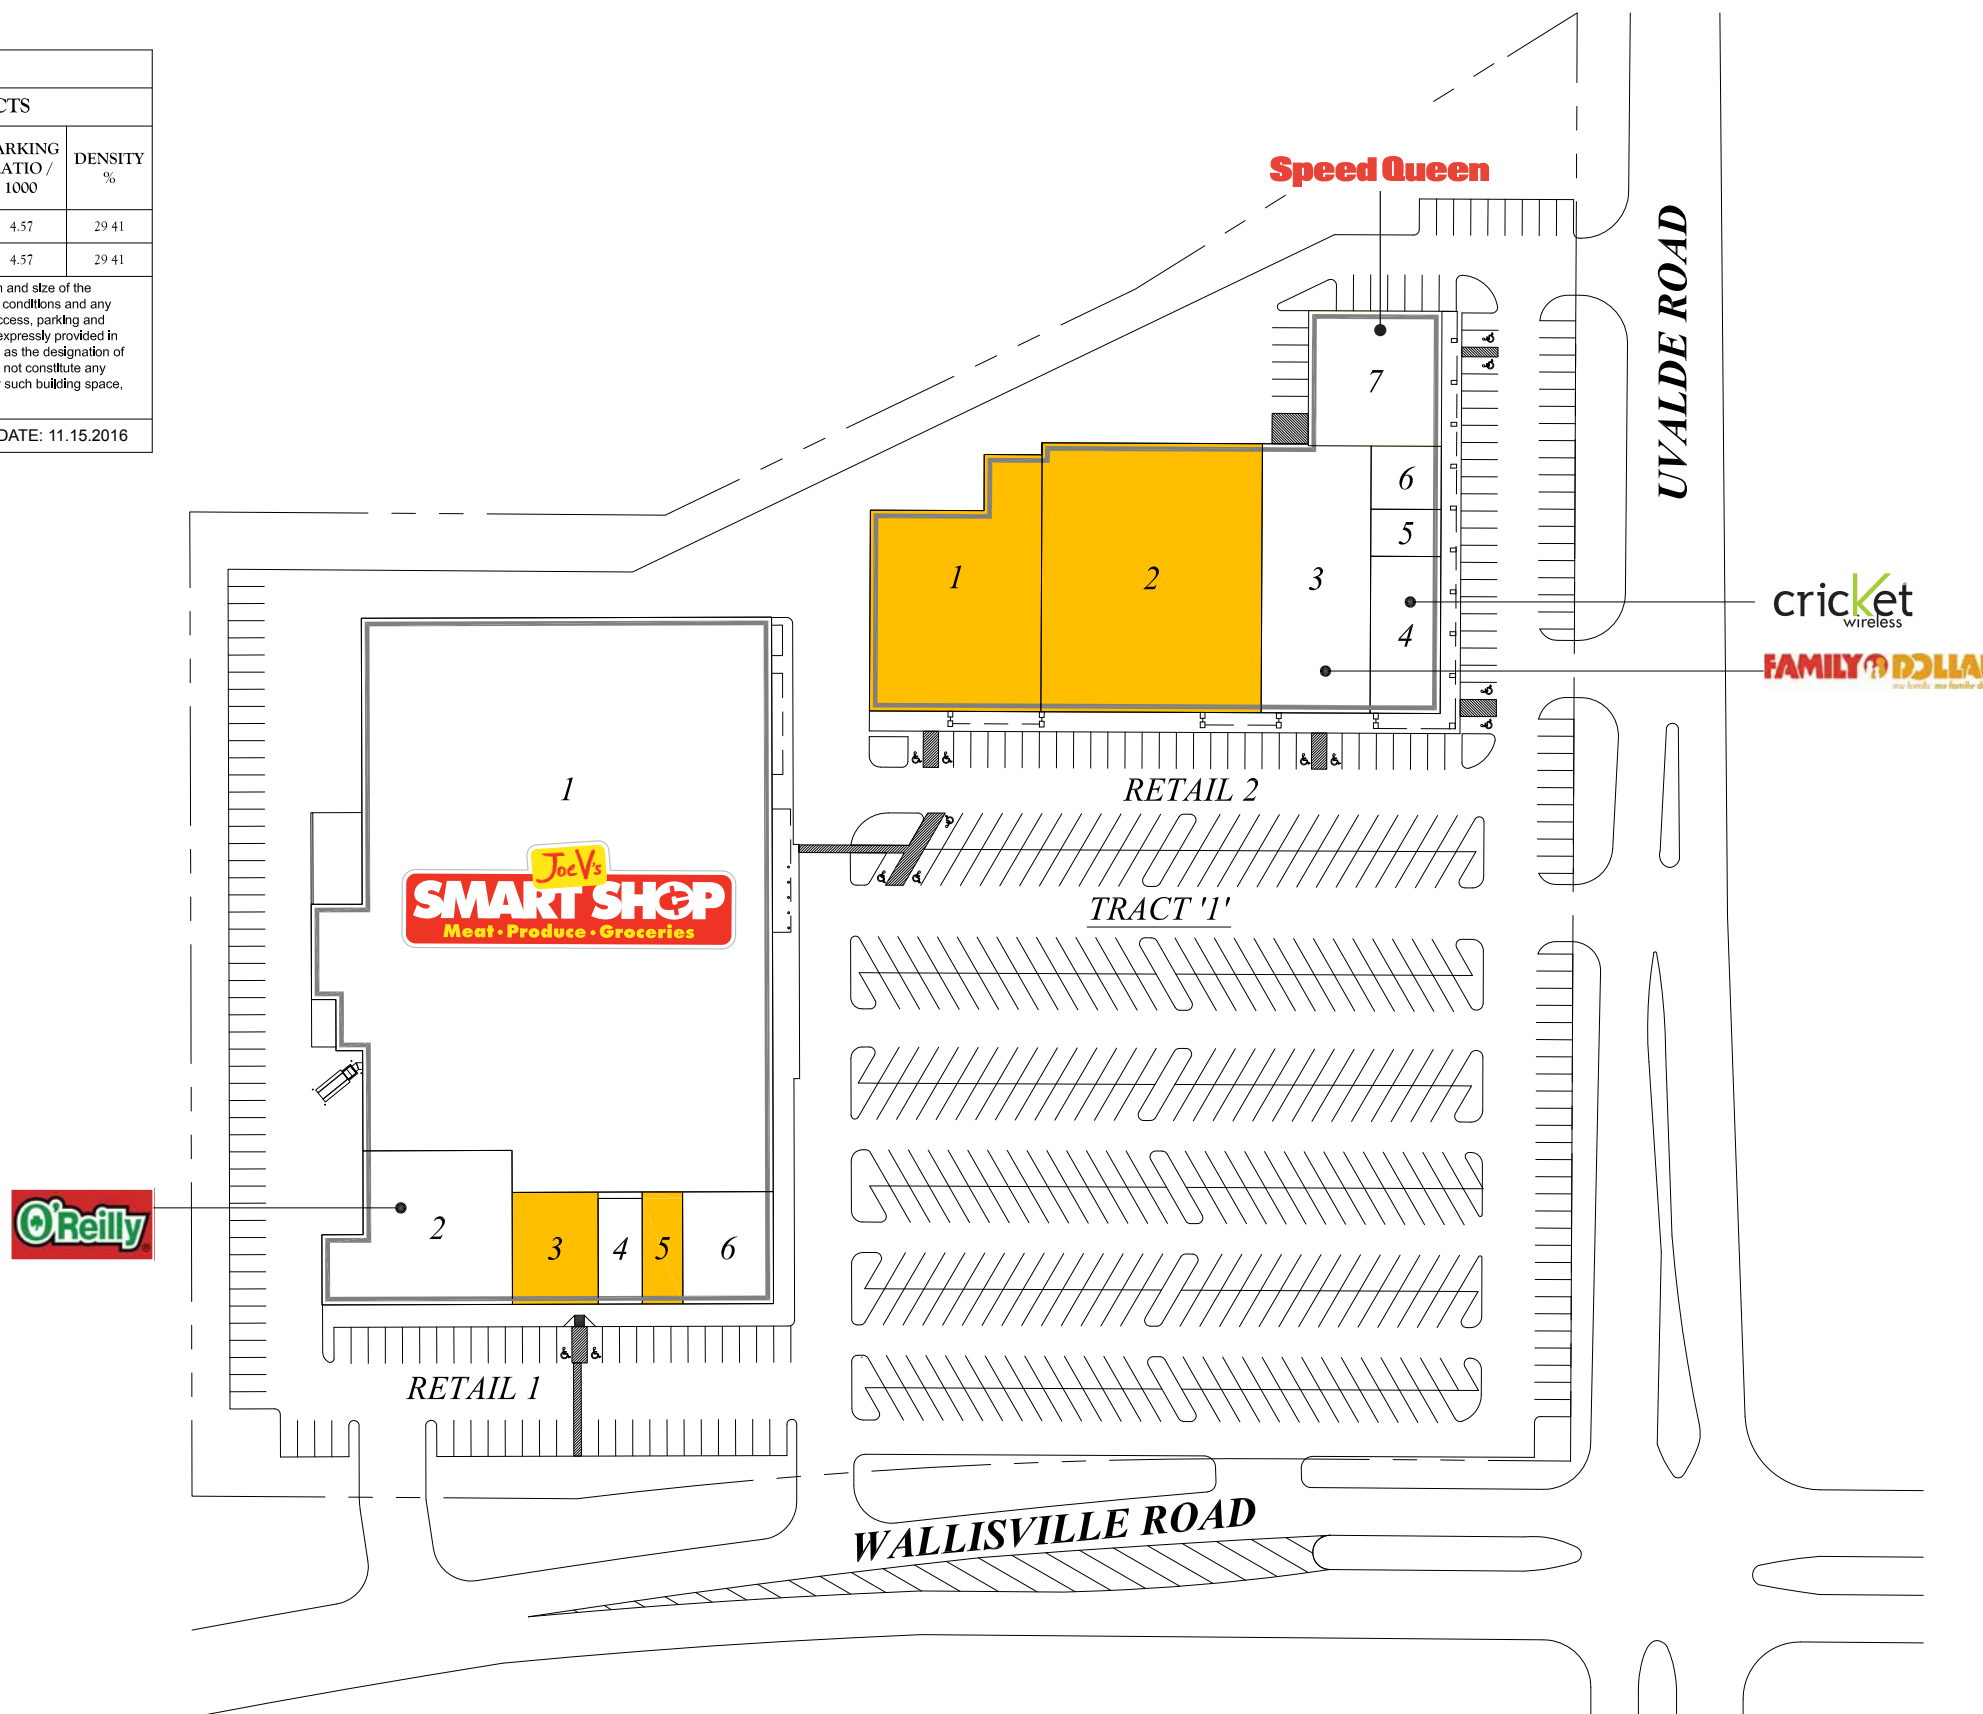 CTS
ARKING
RATIO /
1000
DENSITY
%
4.57
29 41
4.57
29 41
and size of the
conditions and any
ccess, parking and
expressly provided in
as the designation of
not constitute any
such building space,
DATE: 11.15.2016
Speed Queen
UVALDE ROAD
7
6
5
1
2
3
4
cricket
wireless
FAMILY DOLLA
RETAIL 2
TRACT '1'
1
Joe V's
SMART SHOP
Meat · Produce · Groceries
O'Reilly
2
3
4
5
6
RETAIL 1
WALLISVILLE ROAD